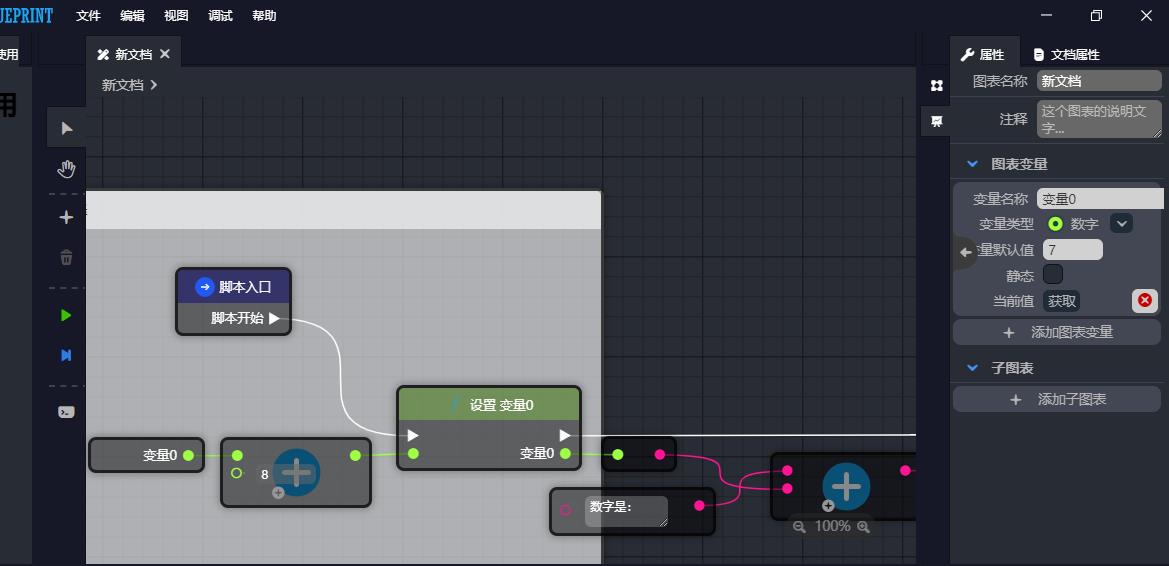 UEPRINT 文件 编辑 视图 调试 帮助
使用
新文档
属性 文档属性
新文档
图表名称 新文档
用
注释 这个图表的说明文字...
图表变量
变量名称 变量0
变量类型 数字
量默认值 7
静态
当前值 获取
添加图表变量
子图表
添加子图表
脚本入口
脚本开始
设置 变量0
变量0
变量0
8
数字是:
100%